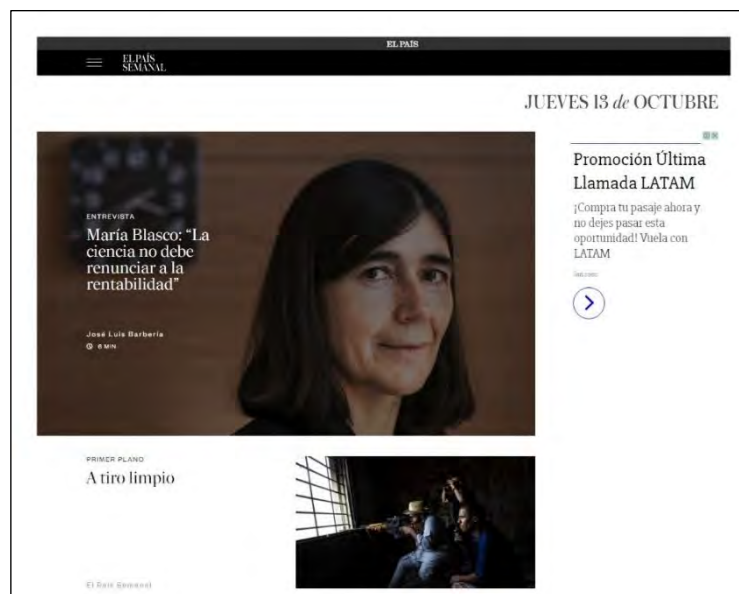 EL PAÍS
EL PAÍS
SEMANAL
JUEVES 13 de OCTUBRE
ENTREVISTA
María Blasco: “La
ciencia no debe
renunciar a la
rentabilidad”
José Luis Barbería
6 MIN
Promoción Última
Llamada LATAM
¡Compra tu pasaje ahora y
no dejes pasar esta
oportunidad! Vuela con
LATAM
PRIMER PLANO
A tiro limpio
El País Semanal